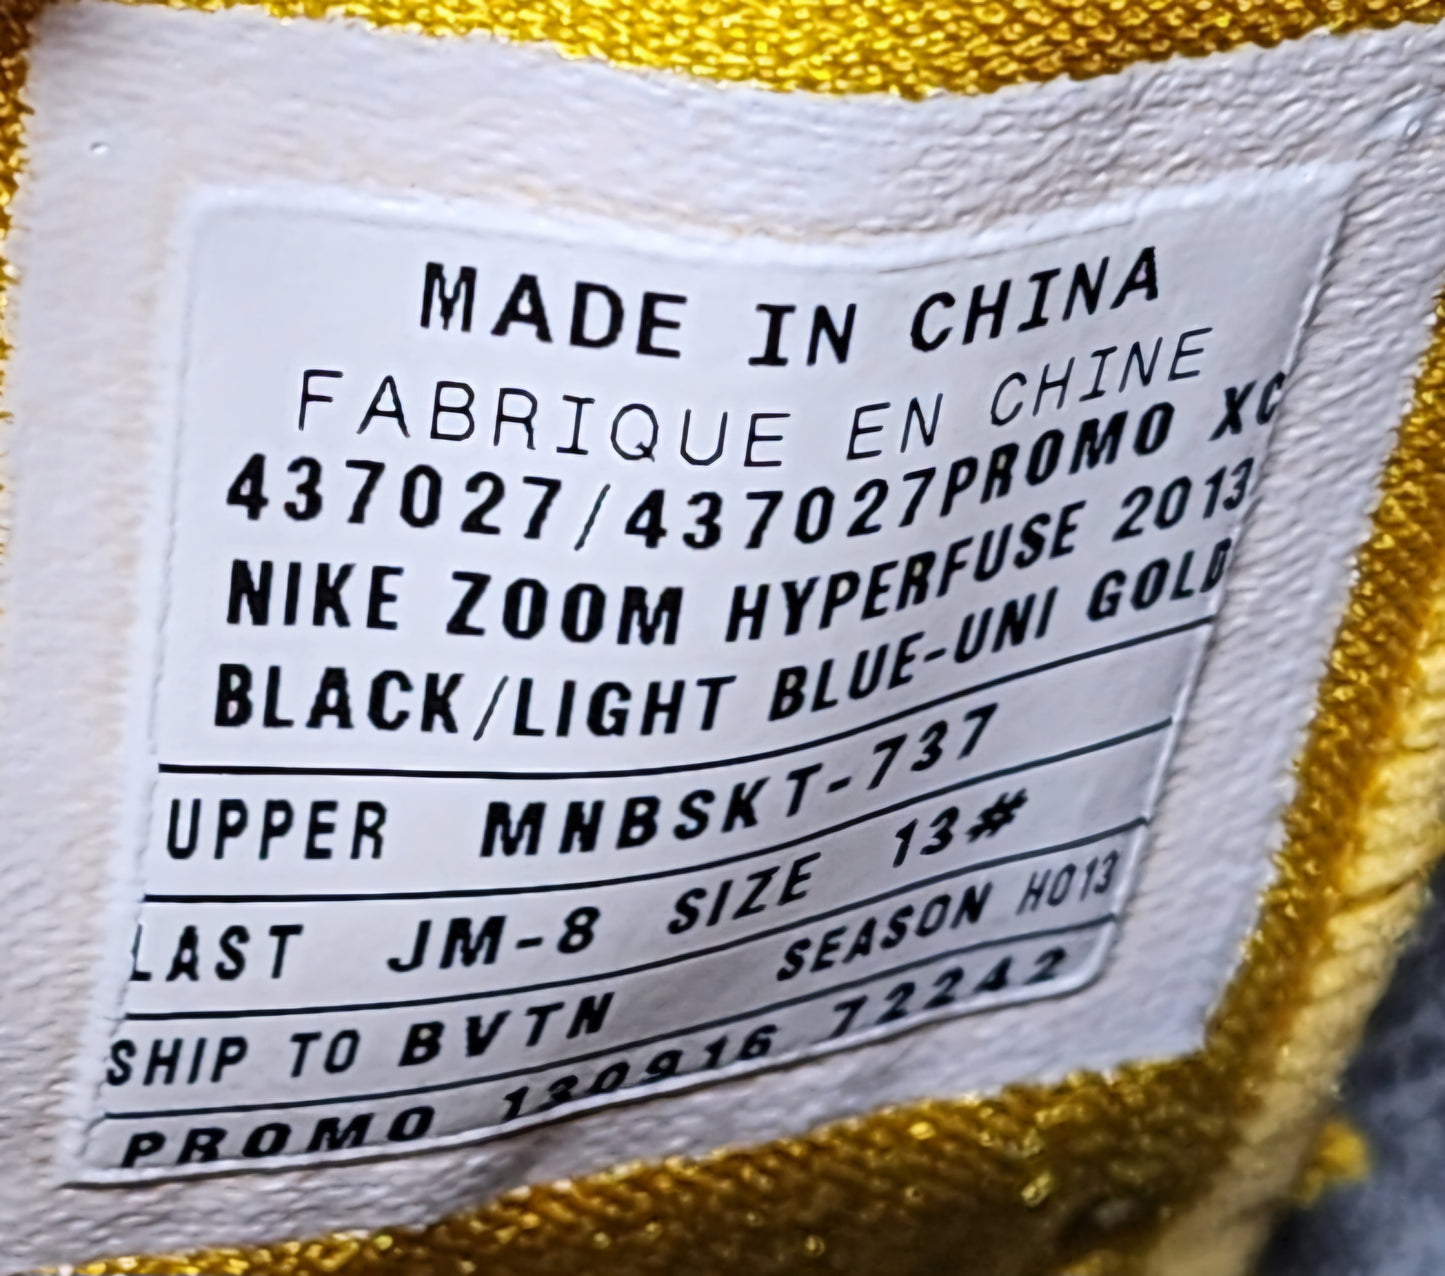 MADE IN CHINA
FABRIQUE EN CHINE
437027/437027PROMO XC
NIKE ZOOM HYPERFUSE 2013
BLACK/LIGHT BLUE-UNI GOLD
UPPER MNBSKT-737
LAST JM-8 SIZE 13#
SHIP TO BVTN SEASON HO13
PROMO 130916 72242